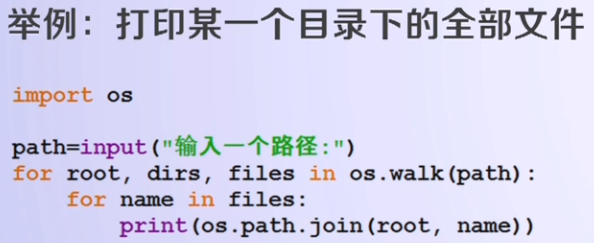 举例：打印某一个目录下的全部文件
import os
path=input("输入一个路径:")
for root, dirs, files in os.walk(path):
    for name in files:
        print(os.path.join(root, name))